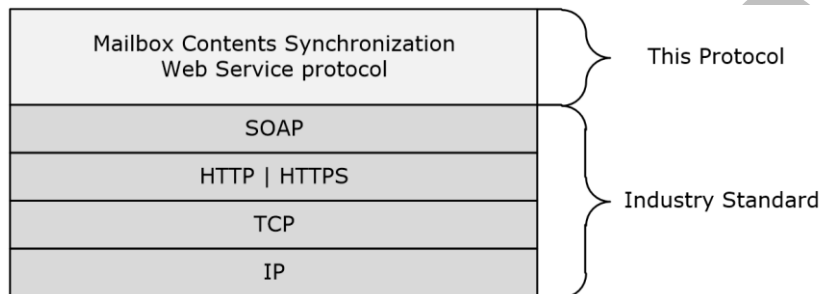 Mailbox Contents Synchronization
Web Service protocol
This Protocol
SOAP
HTTP | HTTPS
TCP
IP
Industry Standard